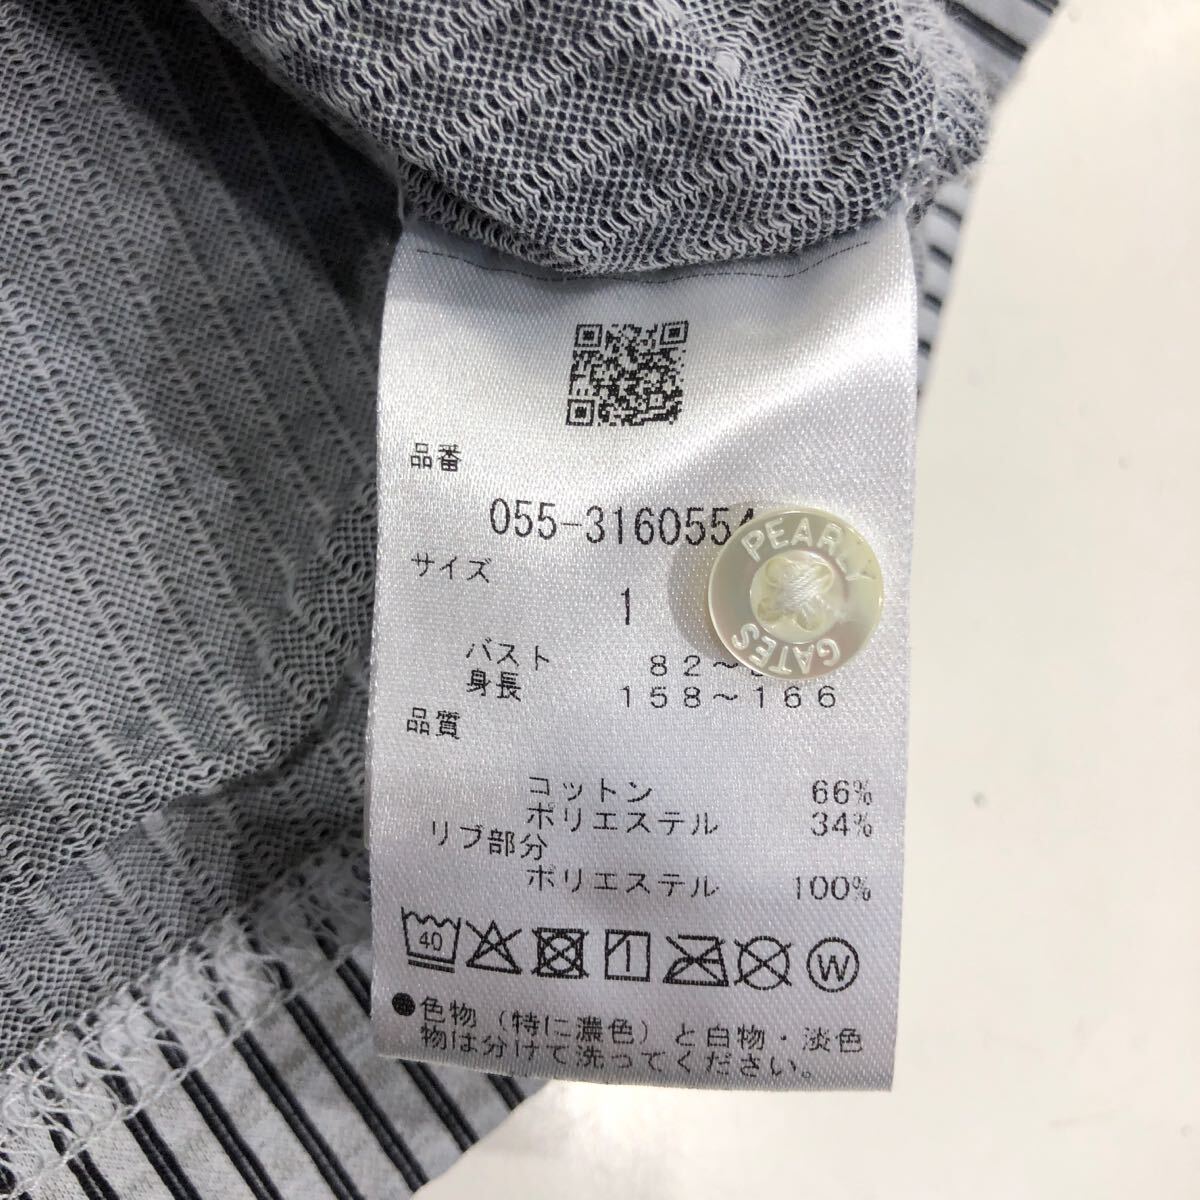 品番
055-3160554
PEARLY
GATES
サイズ
1
バスト 82～
身長 158～166
品質
コットン 66%
ポリエステル 34%
リブ部分
ポリエステル 100%
40
W
●色物（特に濃色）と白物・淡色
物は分けて洗ってください。